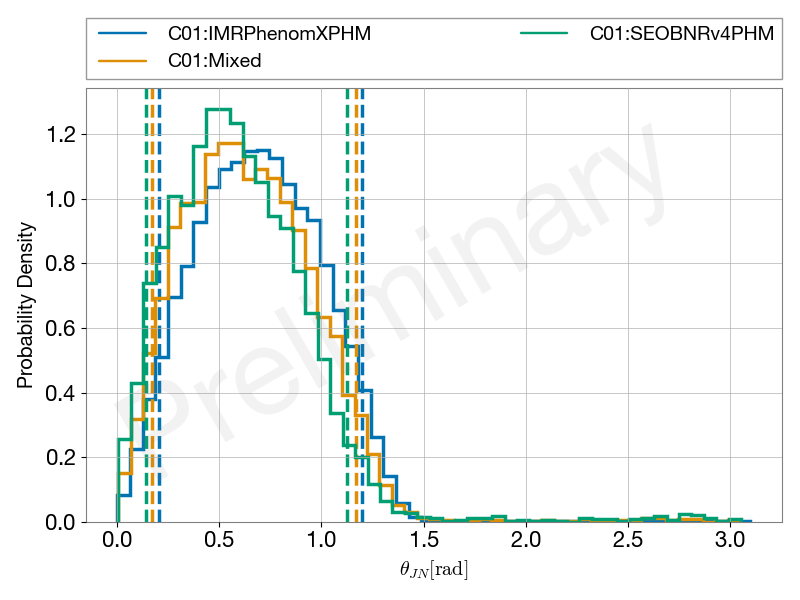 C01:IMRPhenomXPHM
C01:Mixed
C01:SEOBNRv4PHM
Preliminary
Probability Density
1.2
1.0
0.8
0.6
0.4
0.2
0.0
0.0 0.5 1.0 1.5 2.0 2.5 3.0
θ_JN[rad]